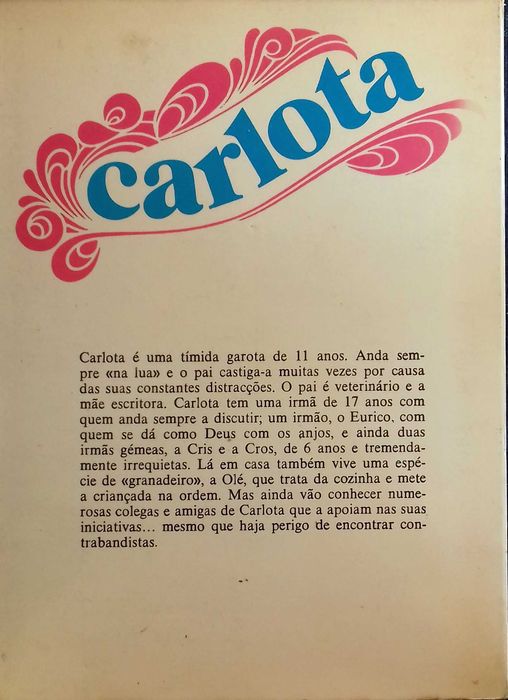 carlota
Carlota é uma tímida garota de 11 anos. Anda sem-
pre «na lua» e o pai castiga-a muitas vezes por causa
das suas constantes distracções. O pai é veterinário e a
mãe escritora. Carlota tem uma irmã de 17 anos com
quem anda sempre a discutir; um irmão, o Eurico, com
quem se dá como Deus com os anjos, e ainda duas
irmãs gémeas, a Cris e a Cros, de 6 anos e tremenda-
mente irrequietas. Lá em casa também vive uma espé-
cie de «granadeiro», a Olé, que trata da cozinha e mete
a criançada na ordem. Mas ainda vão conhecer nume-
rosas colegas e amigas de Carlota que a apoiam nas suas
iniciativas... mesmo que haja perigo de encontrar con-
trabandistas.